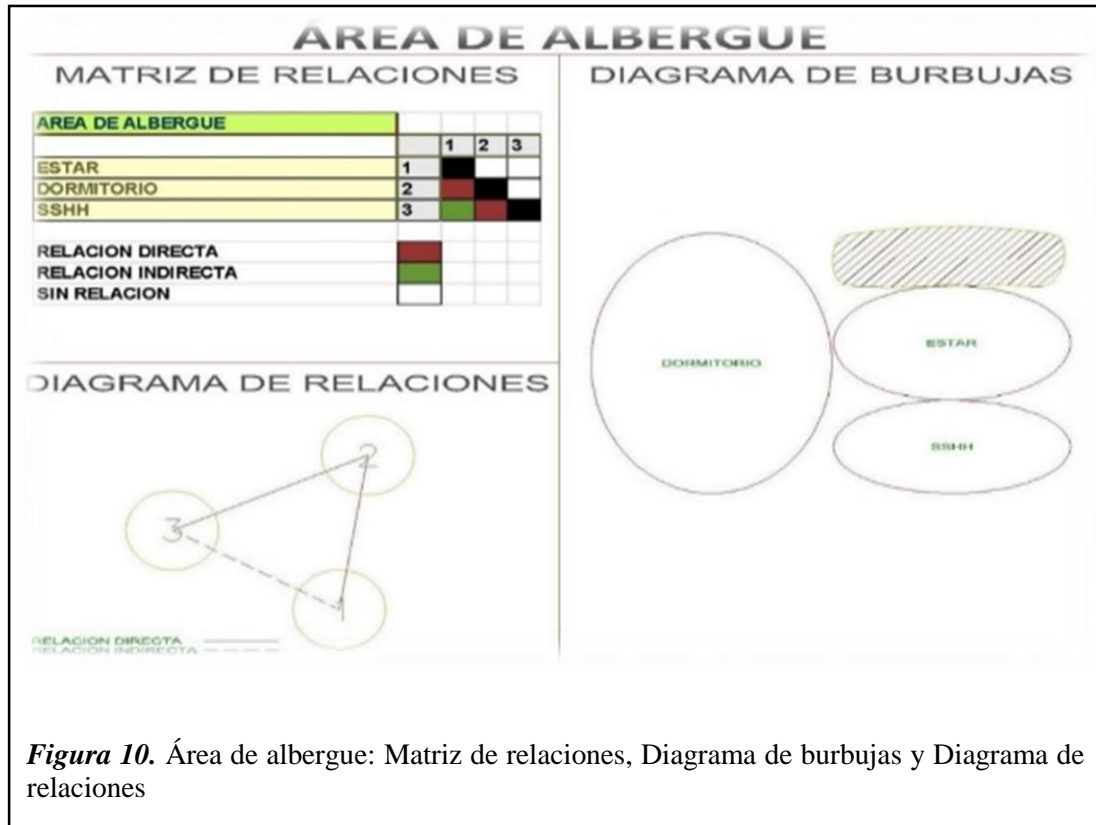 ÁREA DE ALBERGUE
MATRIZ DE RELACIONES
AREA DE ALBERGUE
1 2 3
ESTAR 1
DORMITORIO 2
SSHH 3
RELACION DIRECTA
RELACION INDIRECTA
SIN RELACION
DIAGRAMA DE RELACIONES
2
3
1
RELACION DIRECTA
RELACION INDIRECTA
DIAGRAMA DE BURBUJAS
DORMITORIO
ESTAR
SSHH
Figura 10. Área de albergue: Matriz de relaciones, Diagrama de burbujas y Diagrama de
relaciones